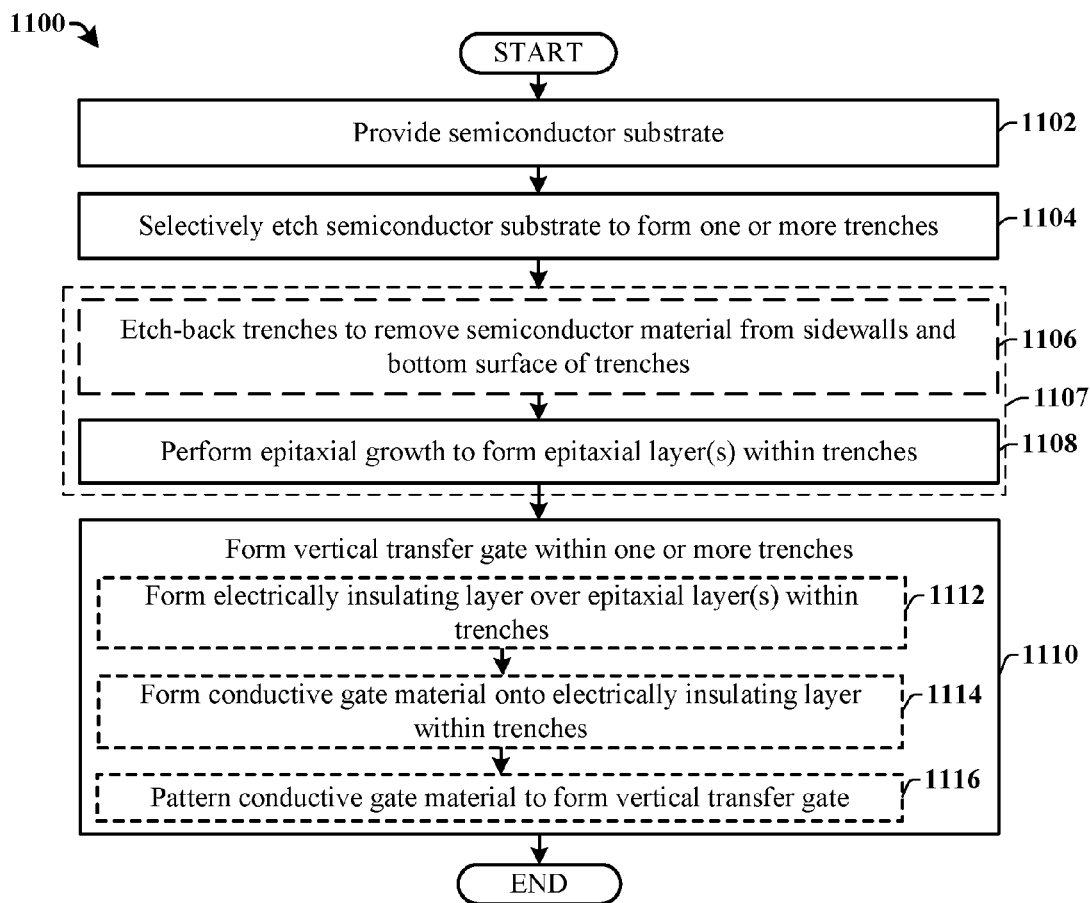 1100
START
Provide semiconductor substrate
1102
Selectively etch semiconductor substrate to form one or more trenches
1104
Etch-back trenches to remove semiconductor material from sidewalls and
bottom surface of trenches
1106
1107
Perform epitaxial growth to form epitaxial layer(s) within trenches
1108
Form vertical transfer gate within one or more trenches
Form electrically insulating layer over epitaxial layer(s) within
trenches
1112
1110
Form conductive gate material onto electrically insulating layer
within trenches
1114
Pattern conductive gate material to form vertical transfer gate
1116
END